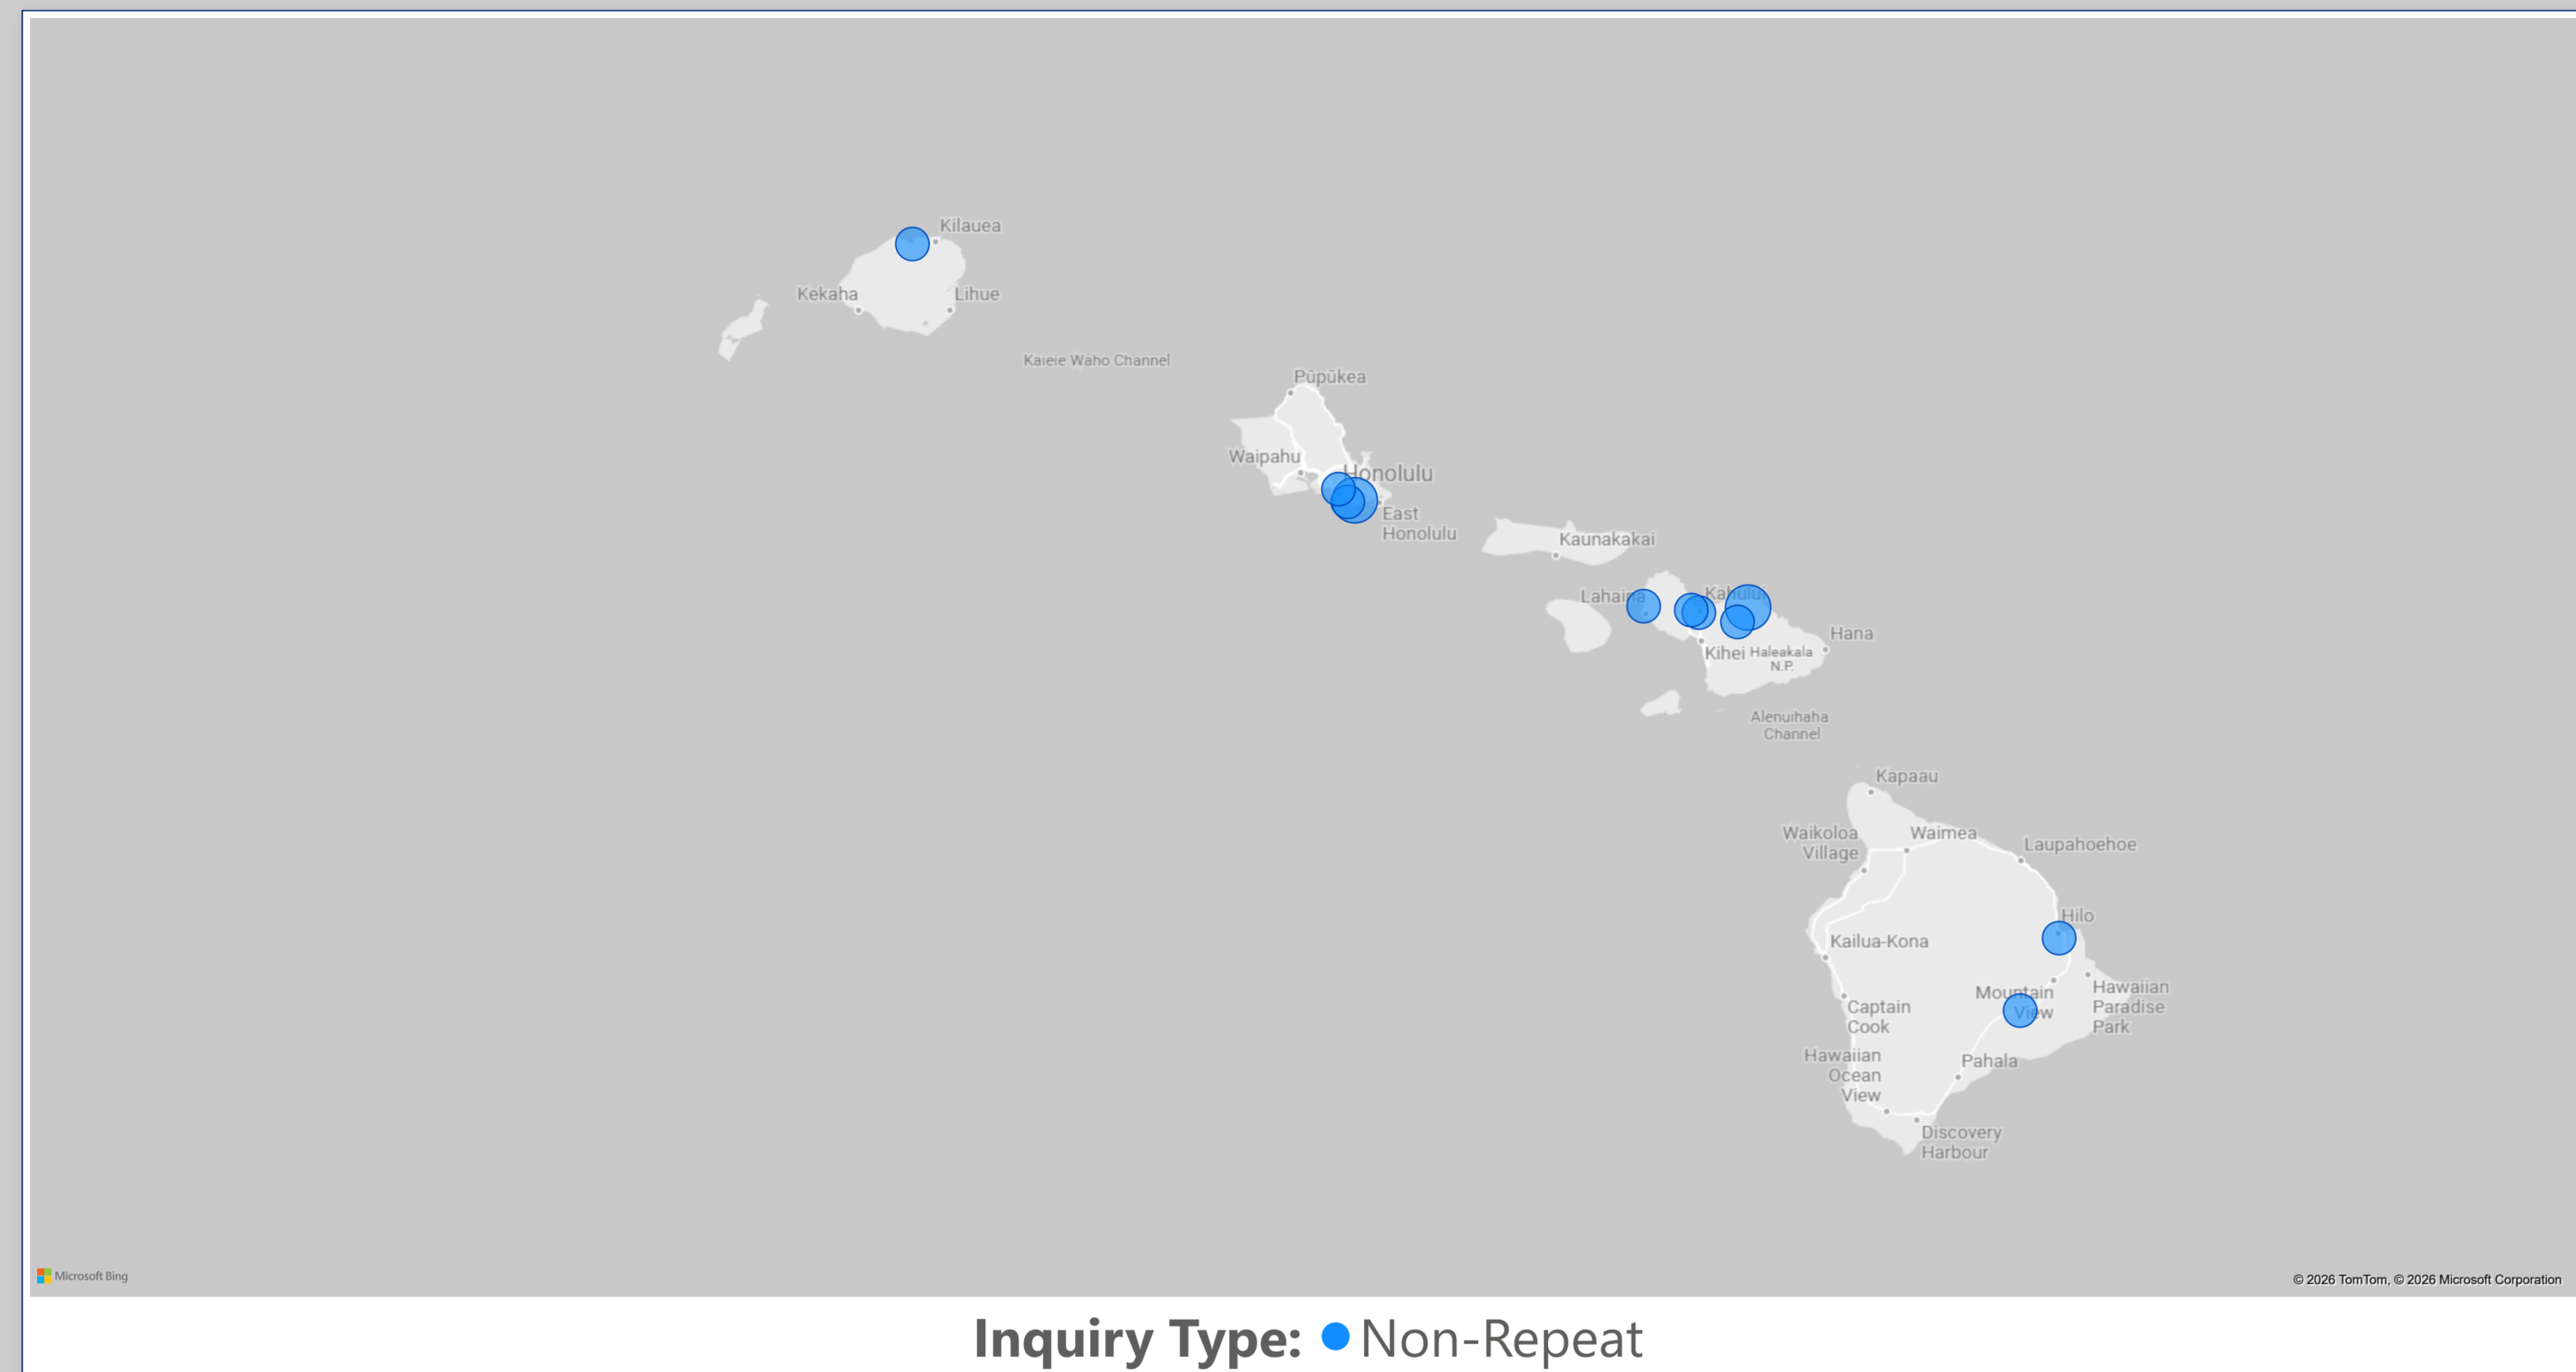 Kilauea
Kekaha
Lihue
Kaieie Waho Channel
Pūpūkea
Waipahu
Honolulu
East
Honolulu
Kaunakakai
Lahaina
Kahului
Hana
Kihei
Haleakala
N.P.
Alenuihaha
Channel
Kapaau
Waikoloa
Village
Waimea
Laupahoehoe
Hilo
Kailua-Kona
Mountain
View
Hawaiian
Paradise
Park
Captain
Cook
Hawaiian
Ocean
View
Pahala
Discovery
Harbour
Microsoft Bing
© 2026 TomTom, © 2026 Microsoft Corporation
Inquiry Type: Non-Repeat